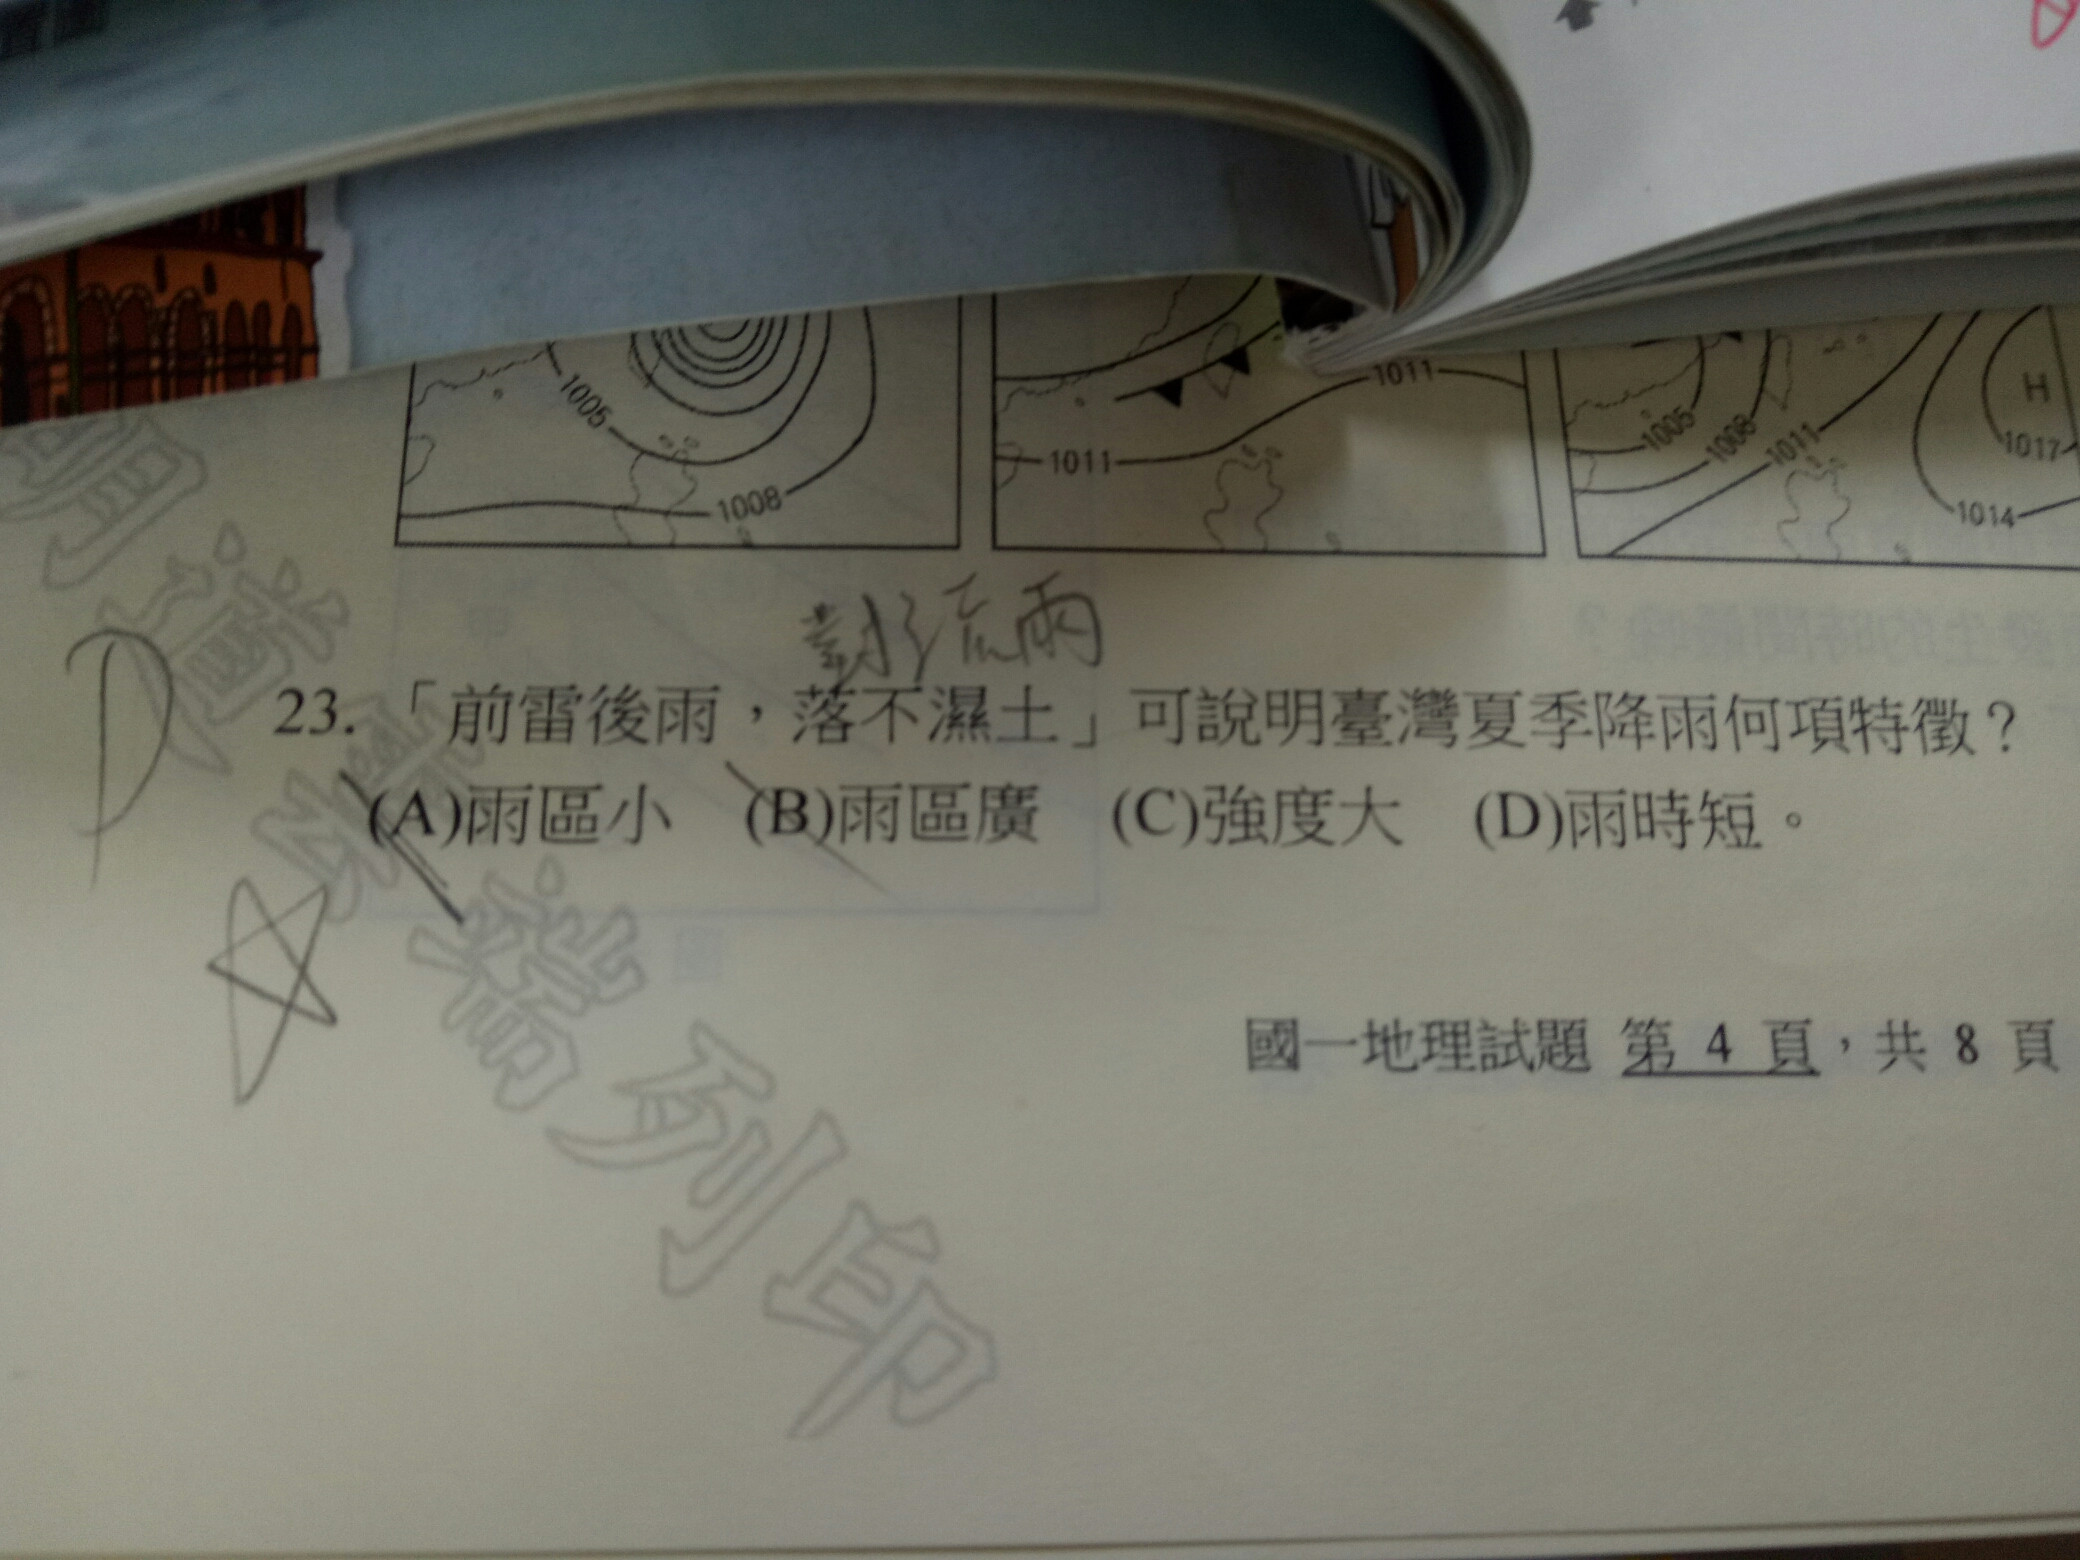 1005
1008
1011
1011
1005
1008
1011
H
1017
1014
對流雨
D
23.「前雷後雨,落不濕土」可說明臺灣夏季降雨何項特徵?
(A)雨區小 (B)雨區廣 (C)強度大 (D)雨時短。
國一地理試題 第 4 頁,共 8 頁
列印